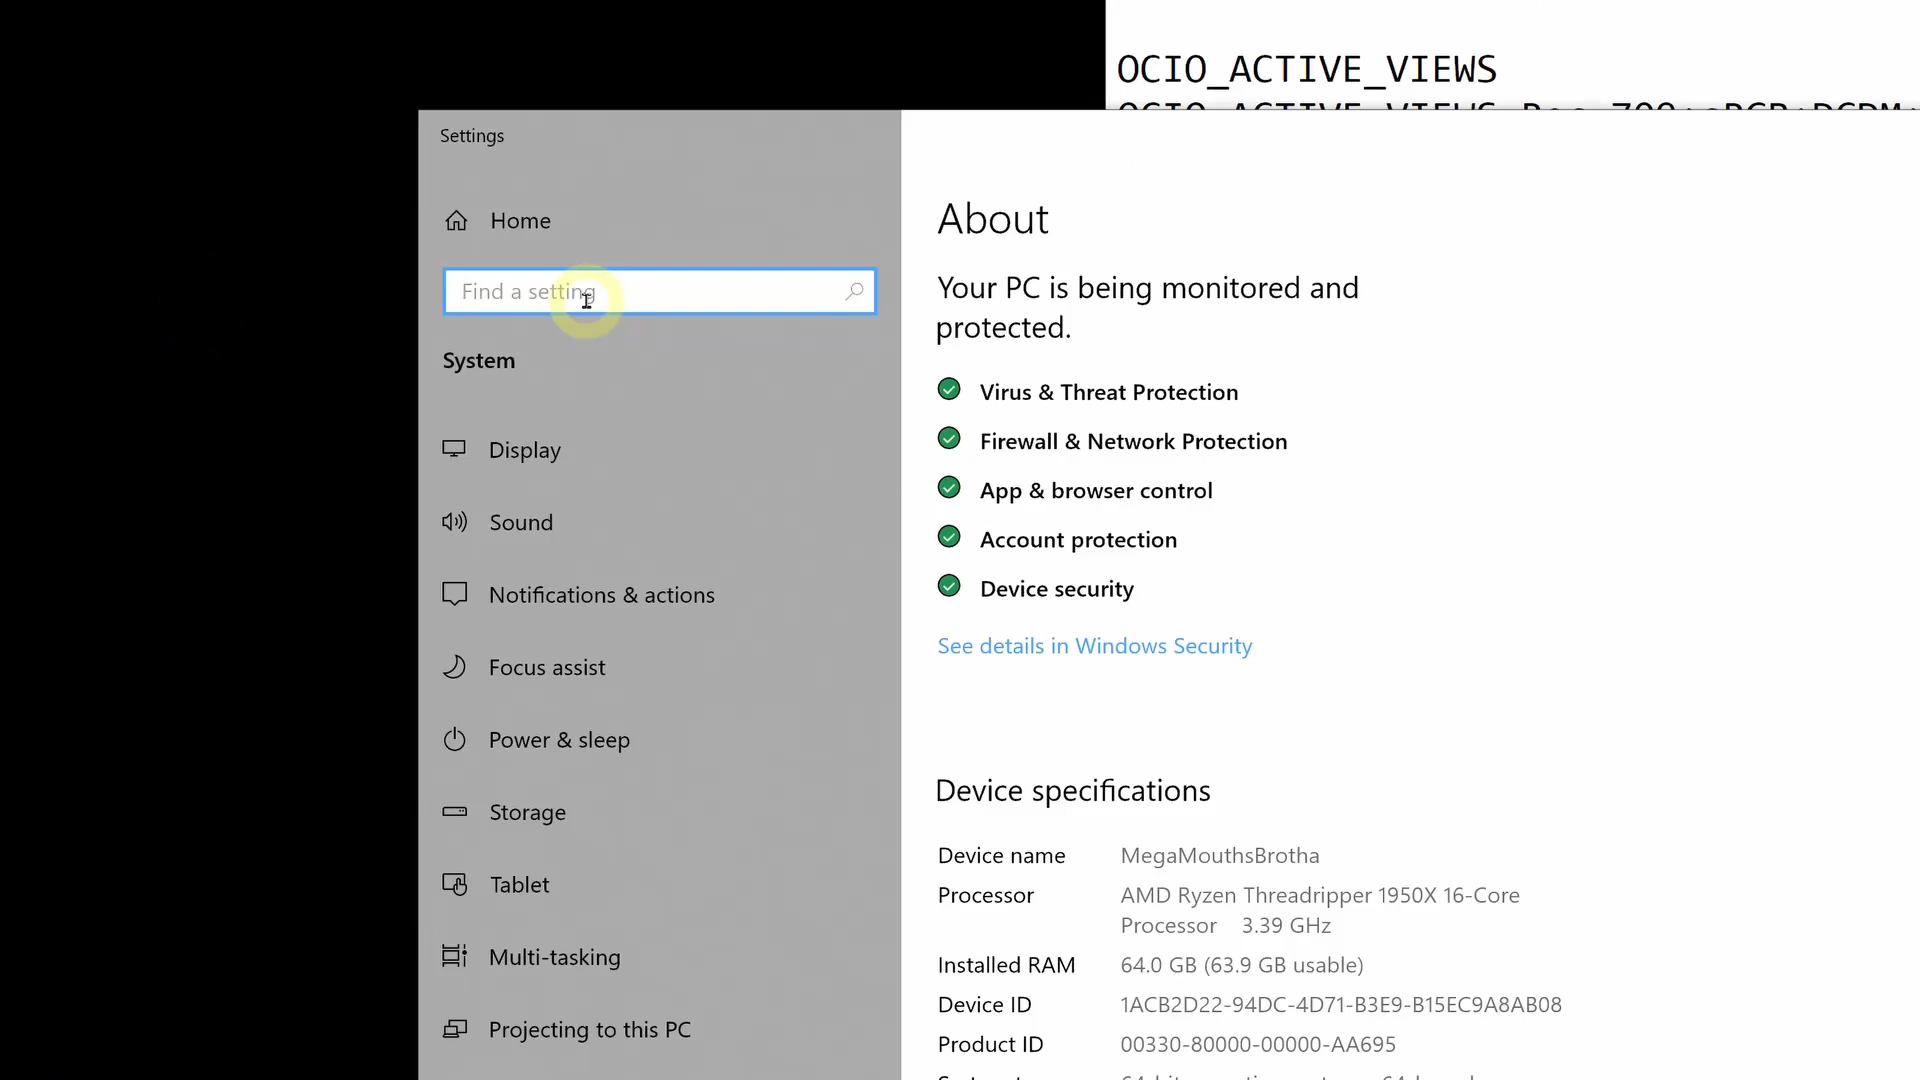 OCIO_ACTIVE_VIEWS
Settings
Home
Find a setting
System
Display
Sound
Notifications & actions
Focus assist
Power & sleep
Storage
Tablet
Multi-tasking
Projecting to this PC
About
Your PC is being monitored and
protected.
Virus & Threat Protection
Firewall & Network Protection
App & browser control
Account protection
Device security
See details in Windows Security
Device specifications
Device name MegaMouthsBrotha
Processor AMD Ryzen Threadripper 1950X 16-Core
Processor 3.39 GHz
Installed RAM 64.0 GB (63.9 GB usable)
Device ID 1ACB2D22-94DC-4D71-B3E9-B15EC9A8AB08
Product ID 00330-80000-00000-AA695